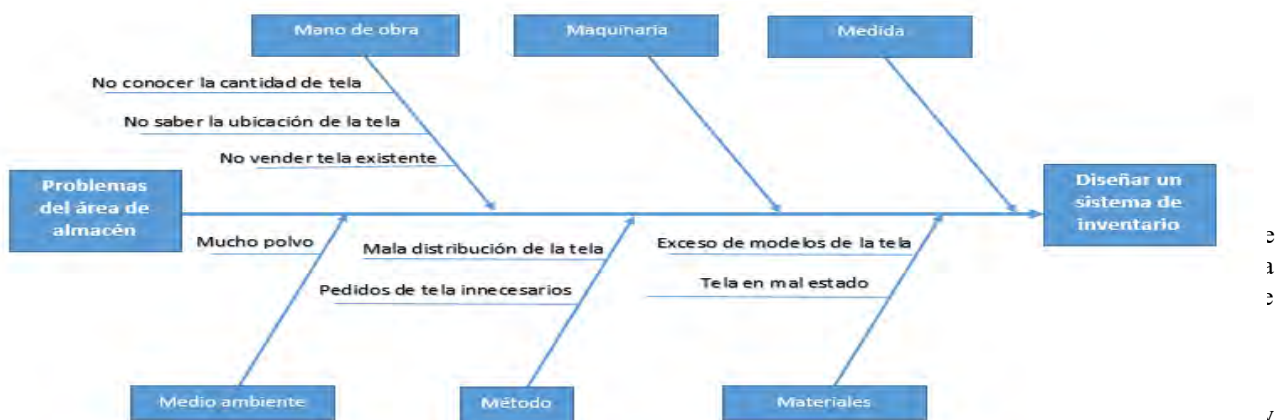 Mano de obra
Maquinaria
Medida
No conocer la cantidad de tela
No saber la ubicación de la tela
No vender tela existente
Problemas
del área de
almacén
Diseñar un
sistema de
inventario
Mucho polvo
Mala distribución de la tela
Pedidos de tela innecesarios
Exceso de modelos de la tela
Tela en mal estado
Medio ambiente
Método
Materiales